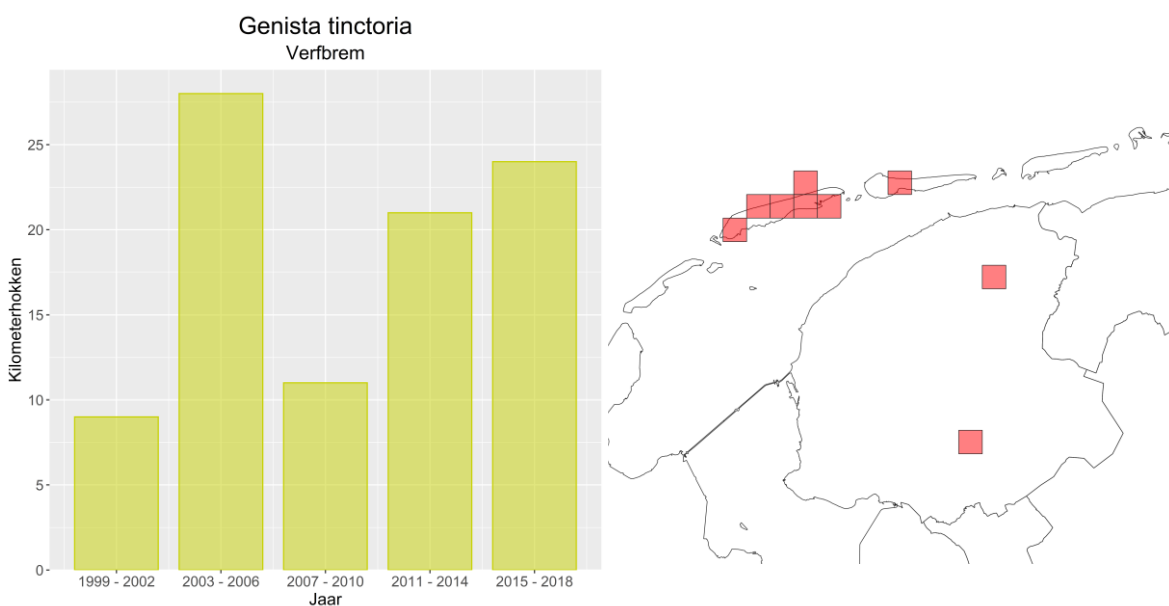 Genista tinctoria
Verfbrem
Kilometerhokken
25
20
15
10
5
0
1999 - 2002
2003 - 2006
2007 - 2010
2011 - 2014
2015 - 2018
Jaar